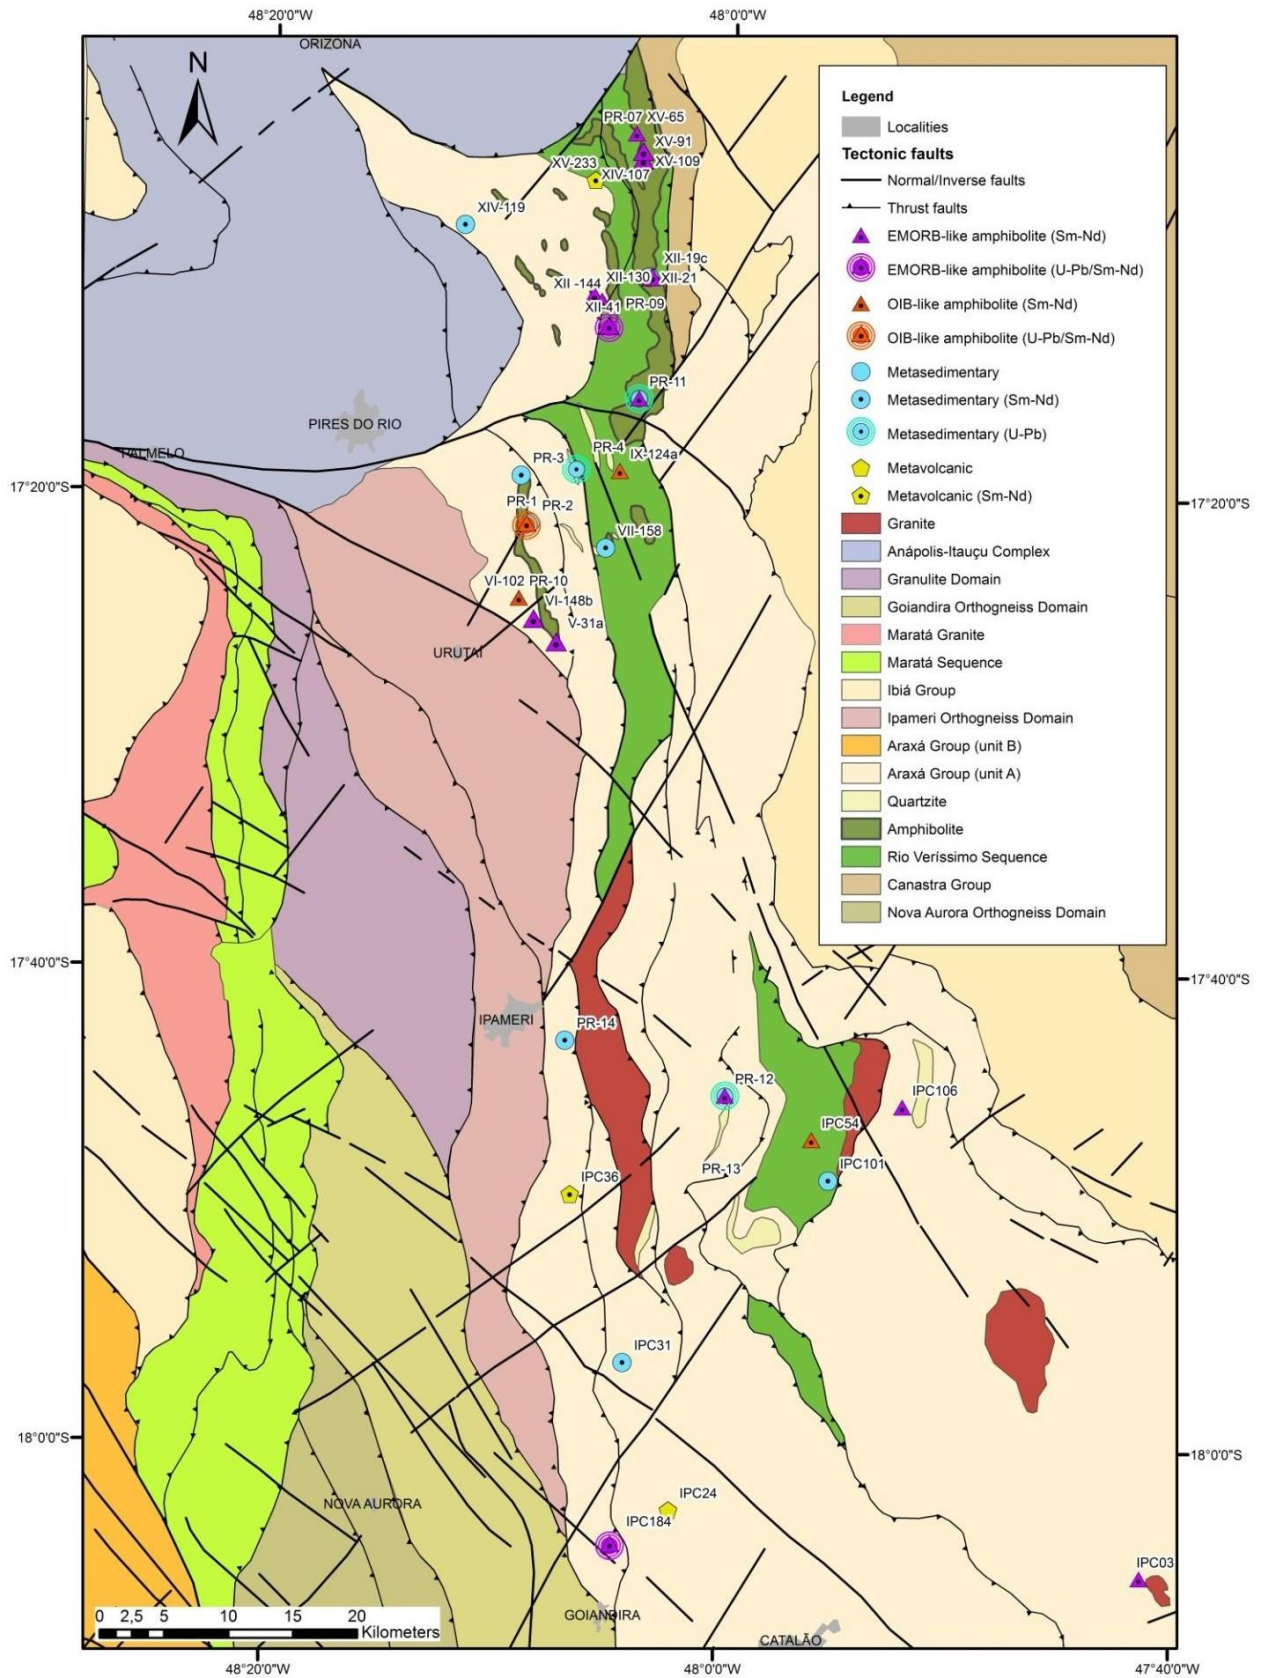 48°20'0"W
48°00'0"W
ORIZONA
N
Legend
Localities
Tectonic faults
Normal/Inverse faults
Thrust faults
EMORB-like amphibolite (Sm-Nd)
EMORB-like amphibolite (U-Pb/Sm-Nd)
OIB-like amphibolite (Sm-Nd)
OIB-like amphibolite (U-Pb/Sm-Nd)
Metasedimentary
Metasedimentary (Sm-Nd)
Metasedimentary (U-Pb)
Metavolcanic
Metavolcanic (Sm-Nd)
Granite
Anápolis-Itauçu Complex
Granulite Domain
Goiandira Orthogneiss Domain
Maratá Granite
Maratá Sequence
Ibiá Group
Ipameri Orthogneiss Domain
Araxá Group (unit B)
Araxá Group (unit A)
Quartzite
Amphibolite
Rio Veríssimo Sequence
Canastra Group
Nova Aurora Orthogneiss Domain
PR-07 XV-65
XV-91
XV-233
XV-109
XIV-107
XIV-119
XII-19c
XII -144
XII-130
XII-21
XII-41
PR-09
PR-11
PIRES DO RIO
PALMELO
PR-3
PR-4
IX-124a
17°20'0"S
17°20'0"S
PR-1
PR-2
VII-158
VI-102
PR-10
VI-148b
V-31a
URUTAÍ
17°40'0"S
17°40'0"S
IPAMERI
PR-14
PR-12
IPC106
IPC54
IPC101
PR-13
IPC36
IPC31
18°0'0"S
18°0'0"S
NOVA AURORA
IPC24
IPC184
IPC03
GOIANDIRA
CATALÃO
0 2,5 5 10 15 20
Kilometers
48°20'0"W
48°00'0"W
47°40'0"W